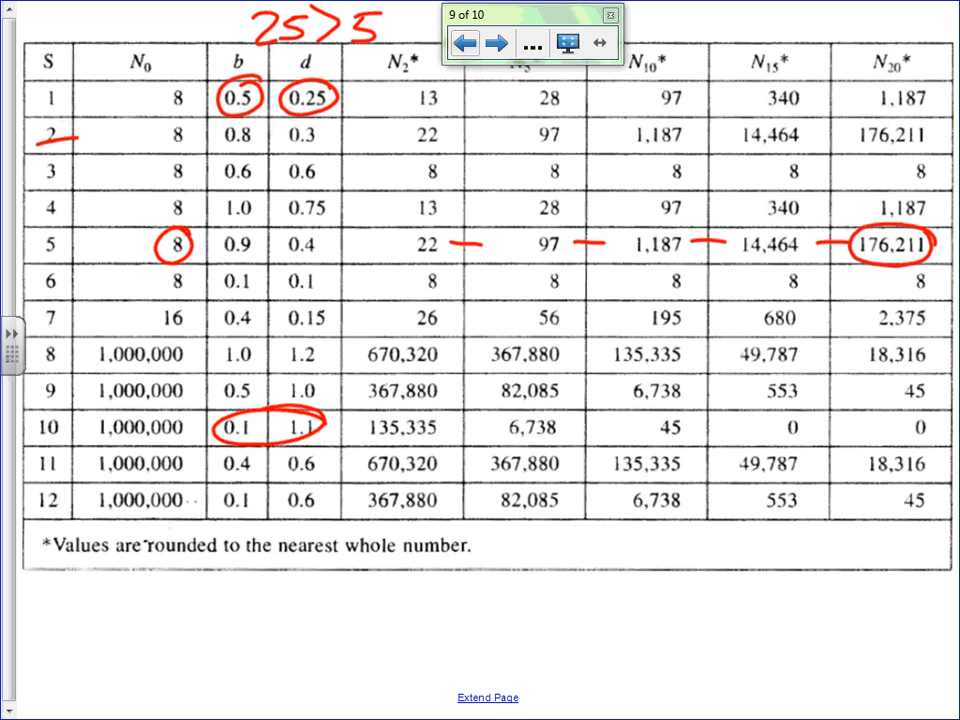 25>5
9 of 10
S N₀ b d N₂* N₅* N₁₀* N₁₅* N₂₀*
1 8 0.5 0.25 13 28 97 340 1,187
2 8 0.8 0.3 22 97 1,187 14,464 176,211
3 8 0.6 0.6 8 8 8 8 8
4 8 1.0 0.75 13 28 97 340 1,187
5 8 0.9 0.4 22 97 1,187 14,464 176,211
6 8 0.1 0.1 8 8 8 8 8
7 16 0.4 0.15 26 56 195 680 2,375
8 1,000,000 1.0 1.2 670,320 367,880 135,335 49,787 18,316
9 1,000,000 0.5 1.0 367,880 82,085 6,738 553 45
10 1,000,000 0.1 1.1 135,335 6,738 45 0 0
11 1,000,000 0.4 0.6 670,320 367,880 135,335 49,787 18,316
12 1,000,000 0.1 0.6 367,880 82,085 6,738 553 45
*Values are rounded to the nearest whole number.
Extend Page